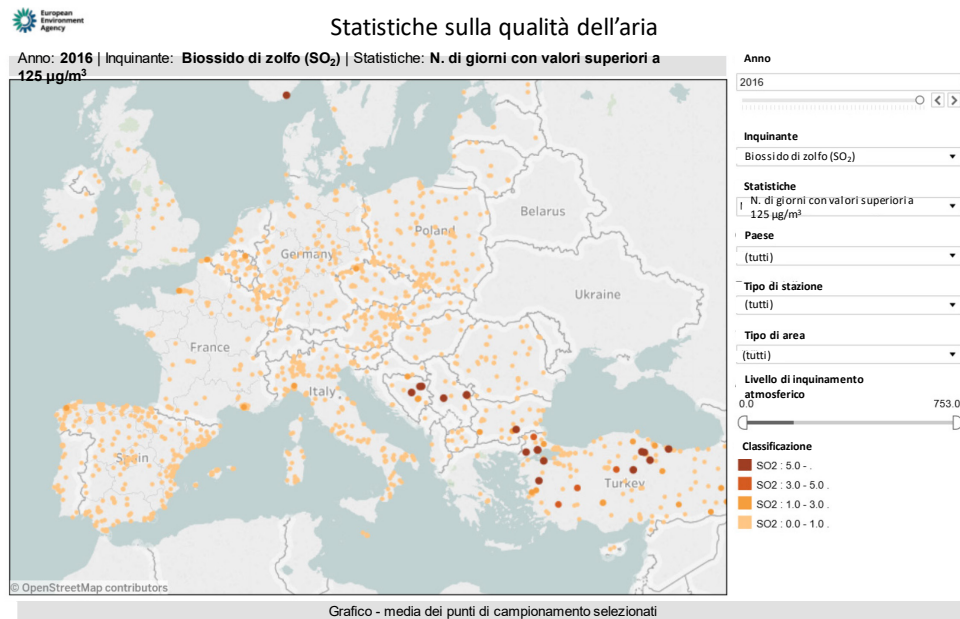 European
Environment
Agency
Statistiche sulla qualità dell'aria
Anno: 2016 | Inquinante: Biossido di zolfo (SO₂) | Statistiche: N. di giorni con valori superiori a
125 µg/m³
Anno
2016
Inquinante
Biossido di zolfo (SO₂)
Statistiche
N. di giorni con valori superiori a
125 µg/m³
Paese
(tutti)
Tipo di stazione
(tutti)
Tipo di area
(tutti)
Livello di inquinamento
atmosferico
0.0 753.0
Classificazione
SO2 : 5.0 - .
SO2 : 3.0 - 5.0 .
SO2 : 1.0 - 3.0 .
SO2 : 0.0 - 1.0 .
Belarus
Poland
Germany
Ukraine
France
Italy
Spain
Turkey
© OpenStreetMap contributors
Grafico - media dei punti di campionamento selezionati